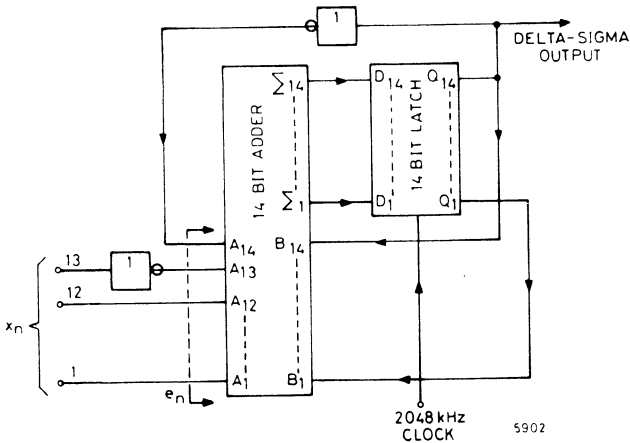 1
DELTA-SIGMA
OUTPUT
Σ14
D14
Q14
14 BIT ADDER
14 BIT LATCH
Σ1
D1
Q1
A14
B14
13
1
A13
12
A12
xn
1
A1
B1
en
2048 kHz
CLOCK
5902